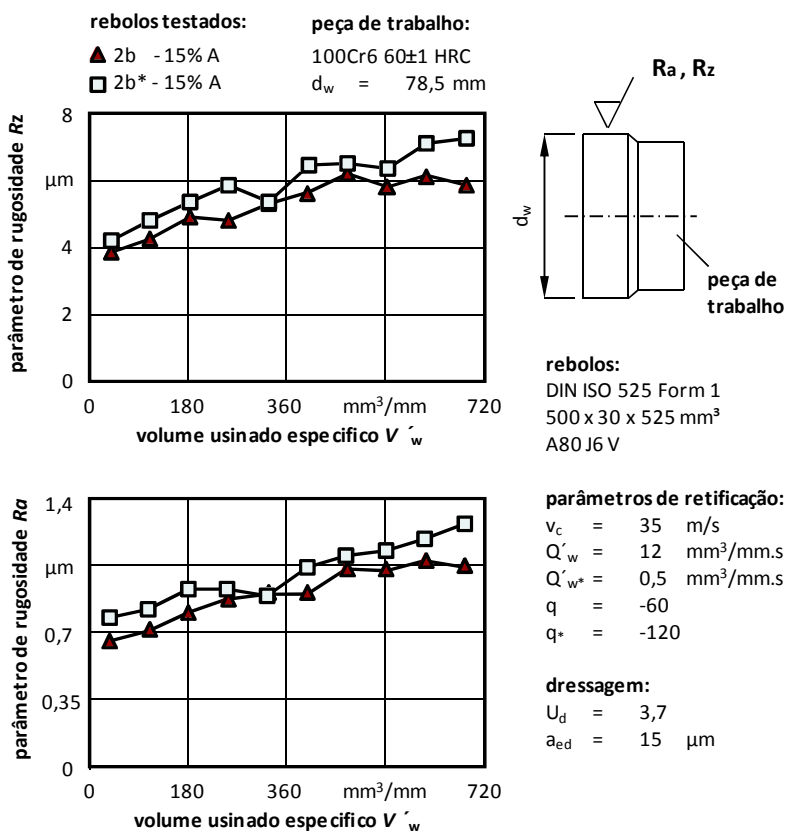 rebolos testados:
2b - 15% A
2b* - 15% A
peça de trabalho:
100Cr6 60±1 HRC
d_w = 78,5 mm
parâmetro de rugosidade Rz
8
µm
4
2
0
0 180 360 mm³/mm 720
volume usinado especifico V ´w
Ra , Rz
d_w
peça de
trabalho
rebolos:
DIN ISO 525 Form 1
500 x 30 x 525 mm³
A80 J6 V
parâmetro de rugosidade Ra
1,4
µm
0,7
0,35
0
0 180 360 mm³/mm 720
volume usinado especifico V ´w
parâmetros de retificação:
v_c = 35 m/s
Q´w = 12 mm³/mm.s
Q´w* = 0,5 mm³/mm.s
q = -60
q* = -120
dressagem:
U_d = 3,7
a_ed = 15 µm